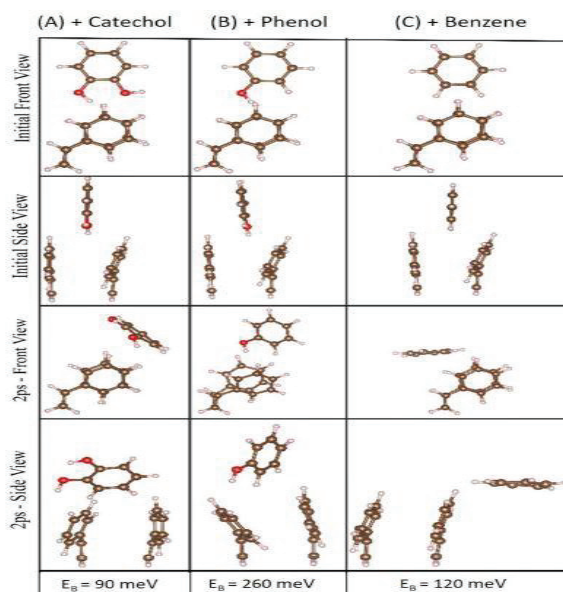 (A) + Catechol
(B) + Phenol
(C) + Benzene
Initial Front View
Initial Side View
2ps - Front View
2ps - Side View
E_B = 90 meV
E_B = 260 meV
E_B = 120 meV